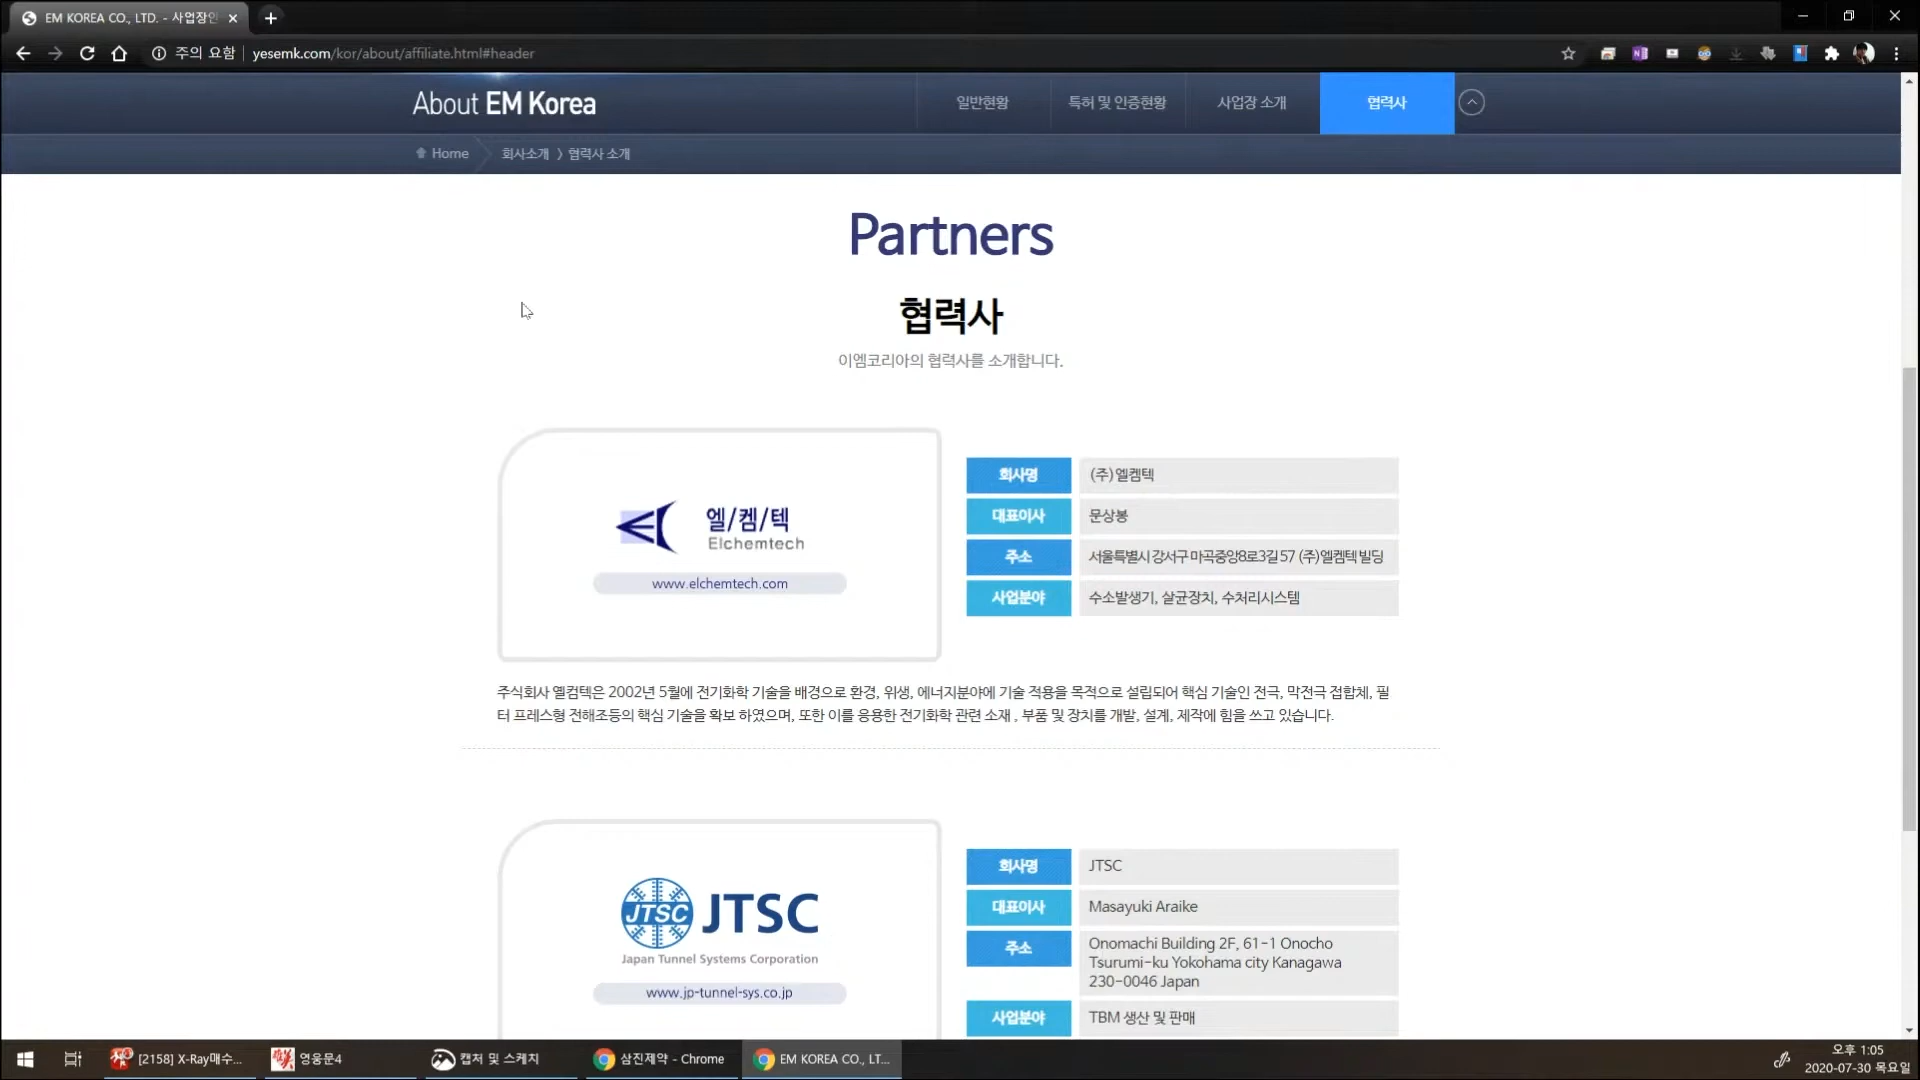 EM KOREA CO., LTD. - 사업장인
주의 요함
yesemk.com/kor/about/affiliate.html#header
About EM Korea
일반현황
특허 및 인증현황
사업장 소개
협력사
Home
회사소개 〉 협력사 소개
Partners
협력사
이엠코리아의 협력사를 소개합니다.
엘/켐/텍
Elchemtech
www.elchemtech.com
회사명
(주)엘켐텍
대표이사
문상봉
주소
서울특별시 강서구 마곡중앙8로3길 57 (주)엘켐텍 빌딩
사업분야
수소발생기, 살균장치, 수처리시스템
주식회사 엘컴텍은 2002년 5월에 전기화학 기술을 배경으로 환경, 위생, 에너지분야에 기술 적용을 목적으로 설립되어 핵심 기술인 전극, 막전극 접합체, 필
터 프레스형 전해조등의 핵심 기술을 확보 하였으며, 또한 이를 응용한 전기화학 관련 소재 , 부품 및 장치를 개발, 설계, 제작에 힘을 쓰고 있습니다.
JTSC
JTSC
Japan Tunnel Systems Corporation
www.jp-tunnel-sys.co.jp
회사명
JTSC
대표이사
Masayuki Araike
주소
Onomachi Building 2F, 61-1 Onocho
Tsurumi-ku Yokohama city Kanagawa
230-0046 Japan
사업분야
TBM 생산 및 판매
[2158] X-Ray매수...
영웅문4
캡처 및 스케치
삼진제약 - Chrome
EM KOREA CO., LT...
오후 1:05
2020-07-30 목요일